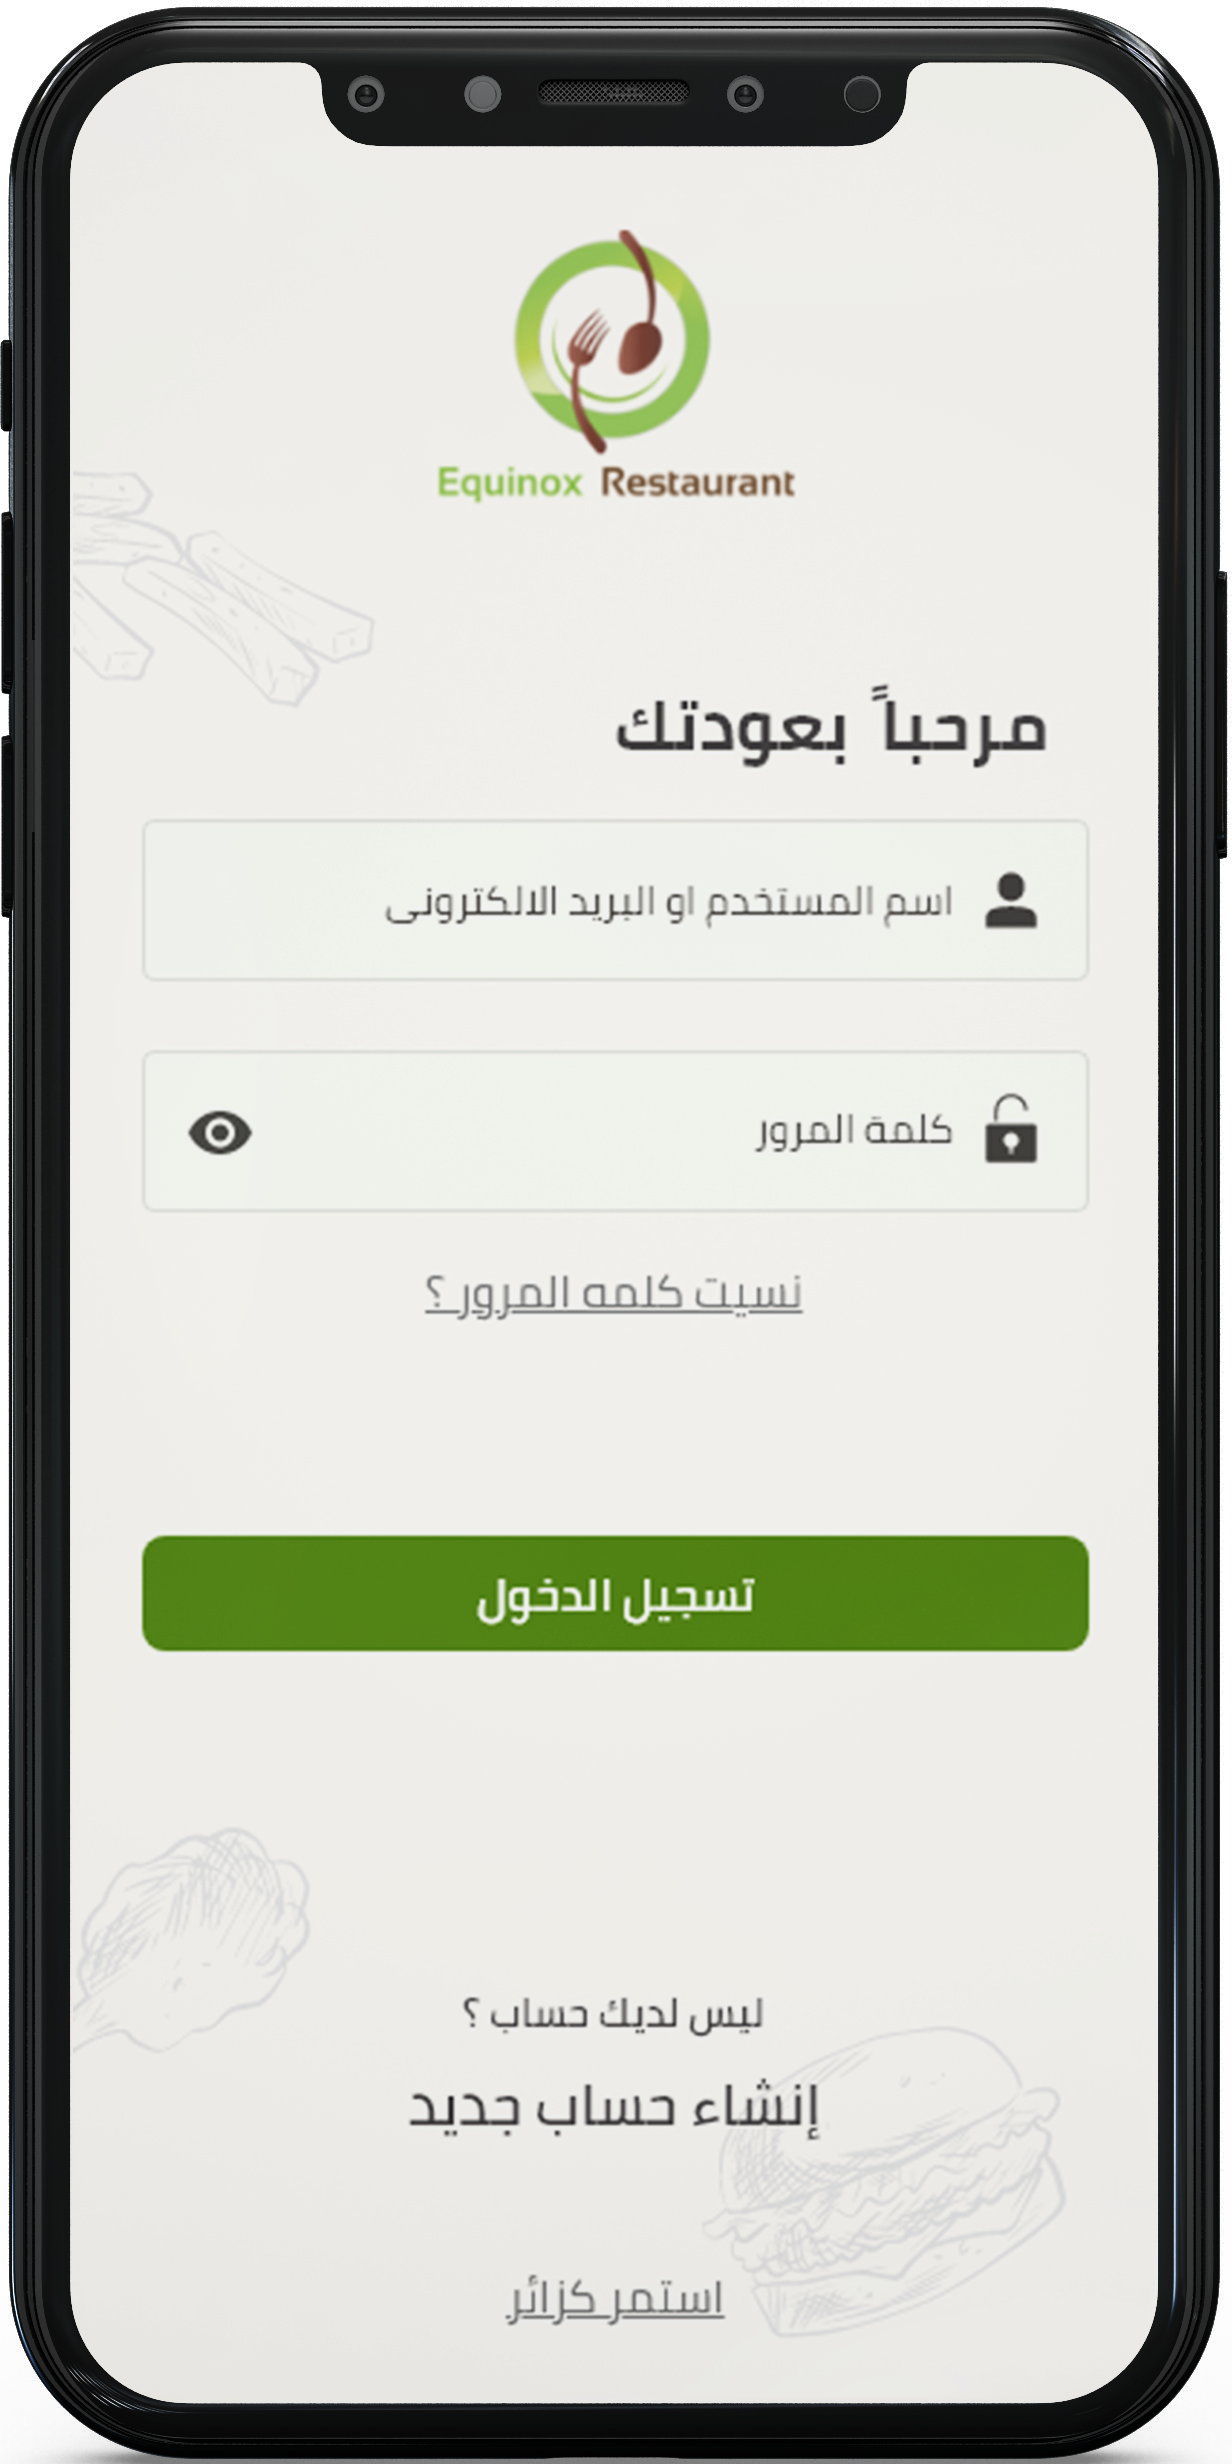 Equinox Restaurant
مرحباً بعودتك
اسم المستخدم او البريد الالكترونى
كلمة المرور
نسيت كلمه المرور ؟
تسجيل الدخول
ليس لديك حساب ؟
إنشاء حساب جديد
استمر كزائر